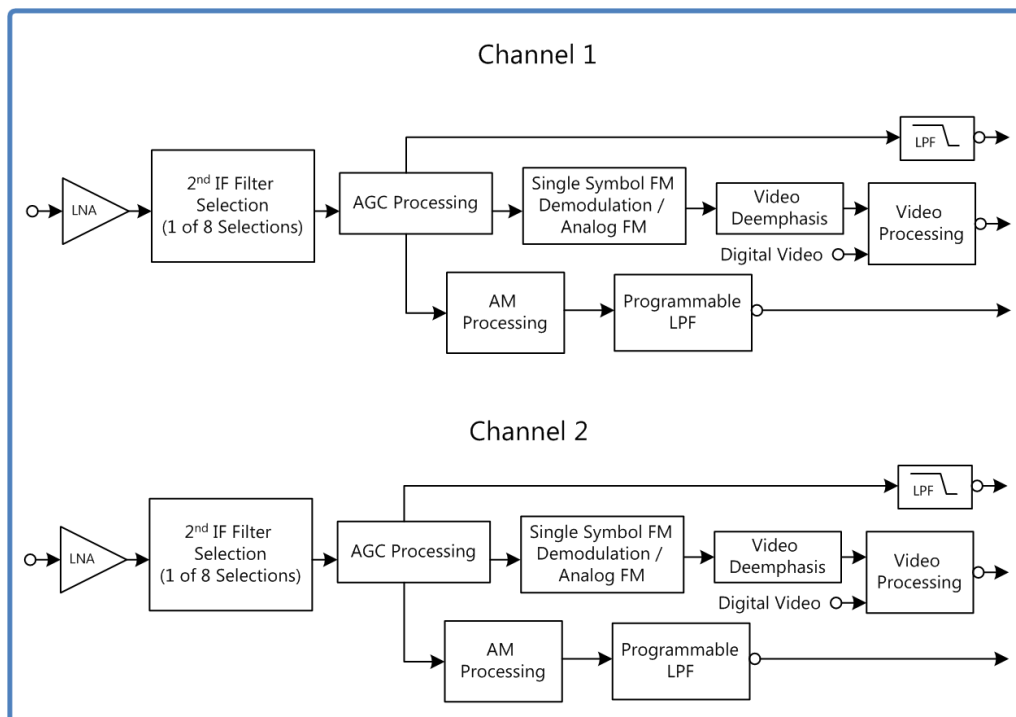 Channel 1
LPF
LNA
2nd IF Filter
Selection
(1 of 8 Selections)
AGC Processing
Single Symbol FM
Demodulation /
Analog FM
Video
Deemphasis
Video
Processing
Digital Video
AM
Processing
Programmable
LPF
Channel 2
LPF
LNA
2nd IF Filter
Selection
(1 of 8 Selections)
AGC Processing
Single Symbol FM
Demodulation /
Analog FM
Video
Deemphasis
Video
Processing
Digital Video
AM
Processing
Programmable
LPF